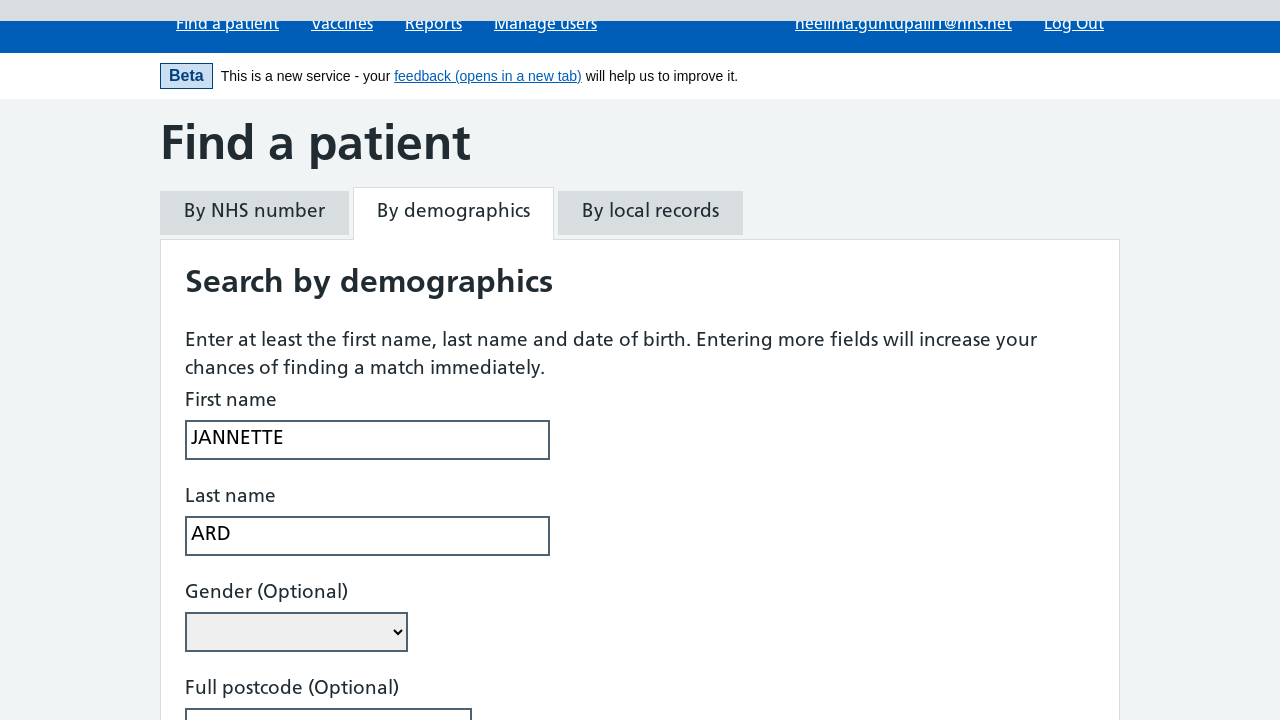 Find a patient Vaccines Reports Manage users neelima.guntupalli1@nhs.net Log Out
Beta This is a new service - your feedback (opens in a new tab) will help us to improve it.
Find a patient
By NHS number By demographics By local records
Search by demographics
Enter at least the first name, last name and date of birth. Entering more fields will increase your
chances of finding a match immediately.
First name
JANNETTE
Last name
ARD
Gender (Optional)
Full postcode (Optional)